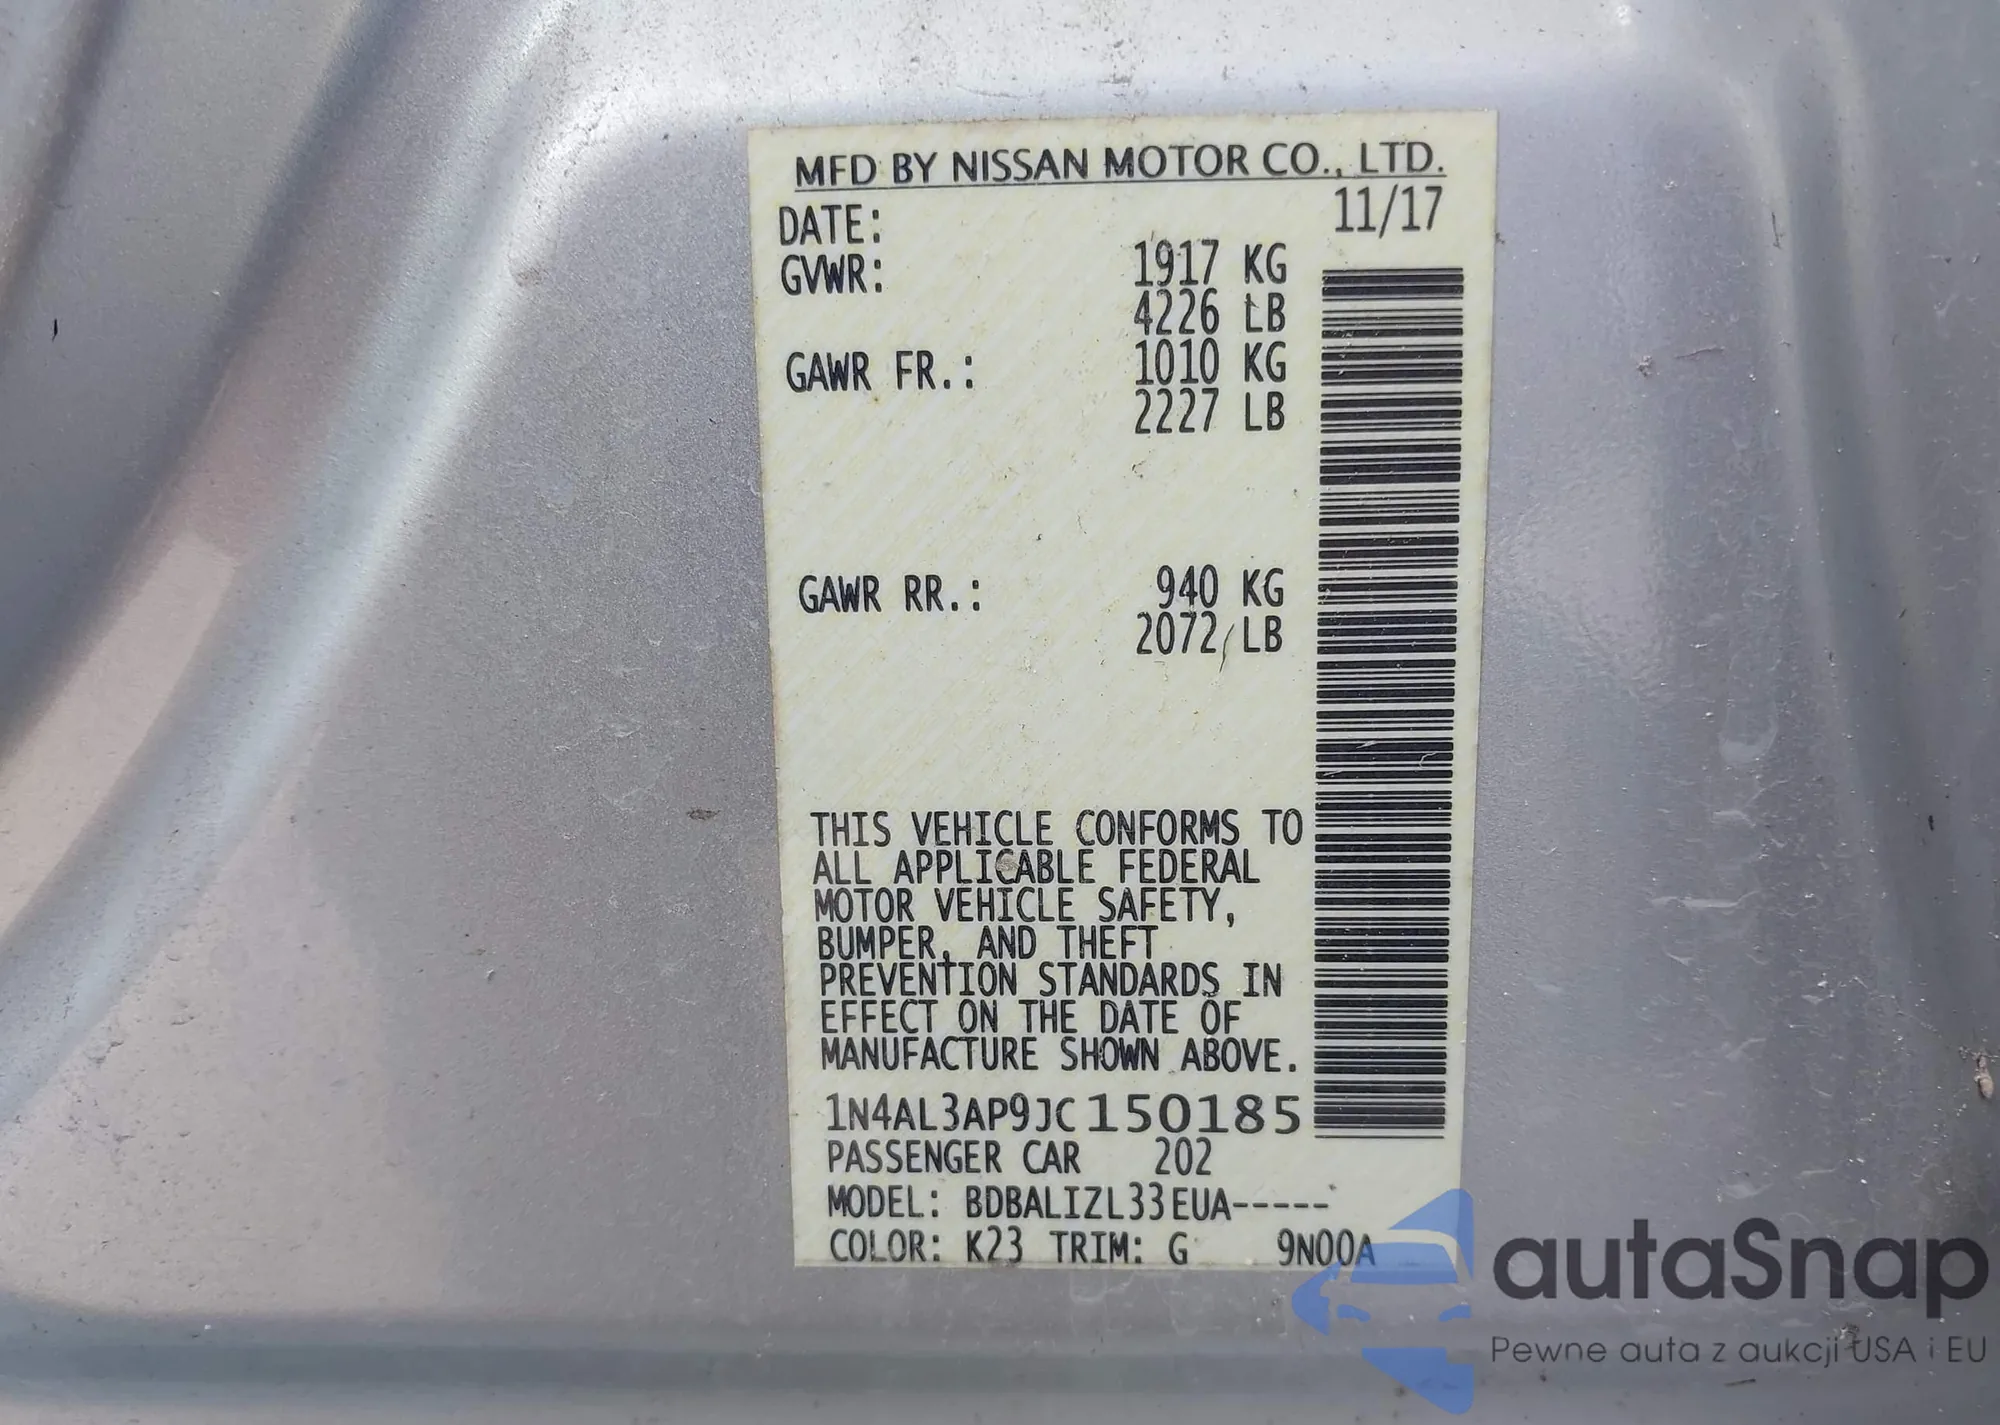 MFD BY NISSAN MOTOR CO., LTD.
DATE: 11/17
GVWR: 1917 KG
4226 LB
GAWR FR.: 1010 KG
2227 LB
GAWR RR.: 940 KG
2072 LB
THIS VEHICLE CONFORMS TO
ALL APPLICABLE FEDERAL
MOTOR VEHICLE SAFETY,
BUMPER, AND THEFT
PREVENTION STANDARDS IN
EFFECT ON THE DATE OF
MANUFACTURE SHOWN ABOVE.
1N4AL3AP9JC150185
PASSENGER CAR 202
MODEL: BDBALIZL33EUA-----
COLOR: K23 TRIM: G 9N00A
autaSnap
Pewne auta z aukcji USA i EU